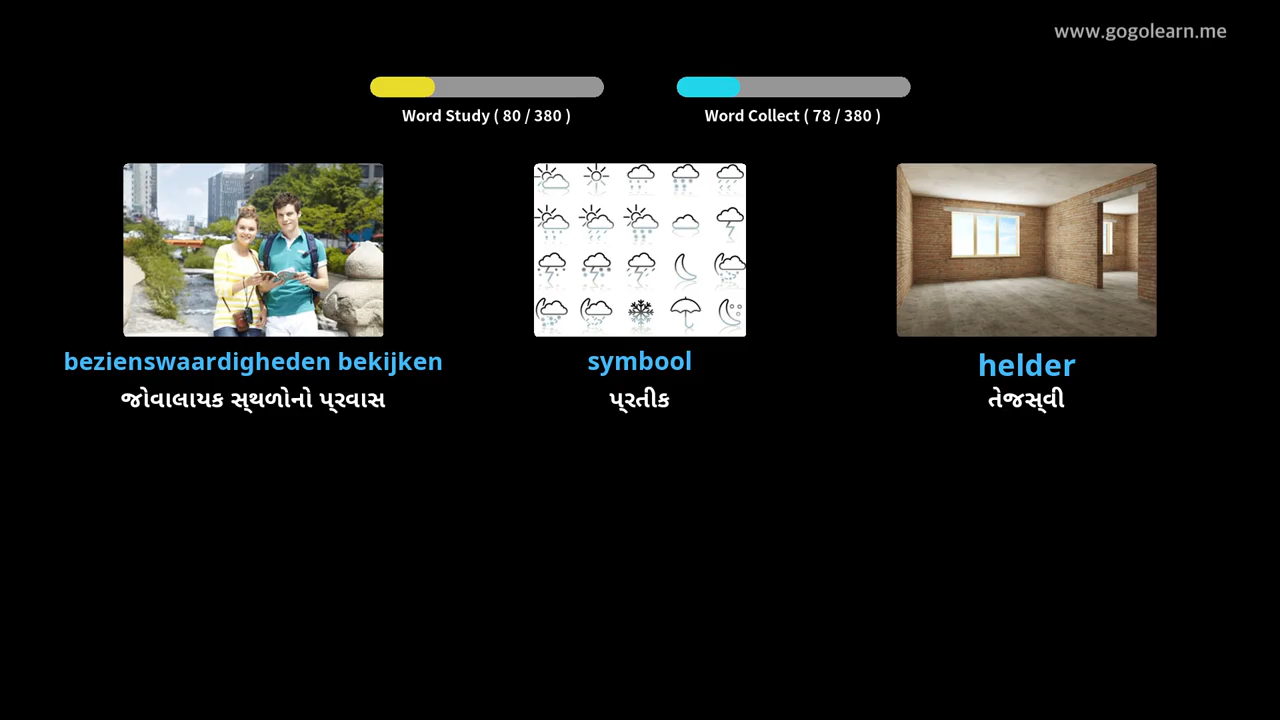 www.gogolearn.me
Word Study ( 80 / 380 )
Word Collect ( 78 / 380 )
bezienswaardigheden bekijken
symbool
helder
જોવાલાયક સ્થળોનો પ્રવાસ
પ્રતીક
તેજસ્વી